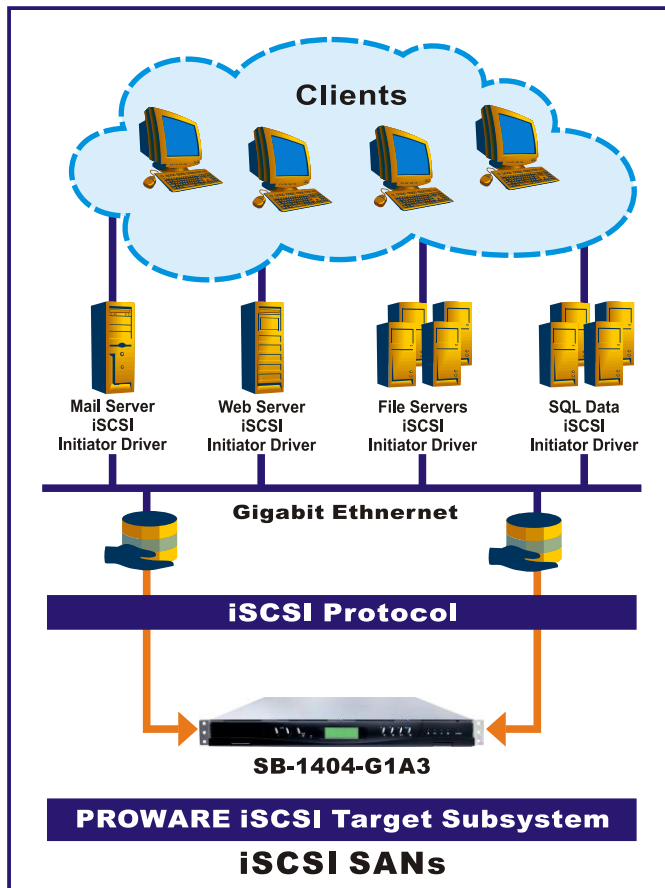 Clients
Mail Server
iSCSI
Initiator Driver
Web Server
iSCSI
Initiator Driver
File Servers
iSCSI
Initiator Driver
SQL Data
iSCSI
Initiator Driver
Gigabit Ethnernet
iSCSI Protocol
SB-1404-G1A3
PROWARE iSCSI Target Subsystem
iSCSI SANs